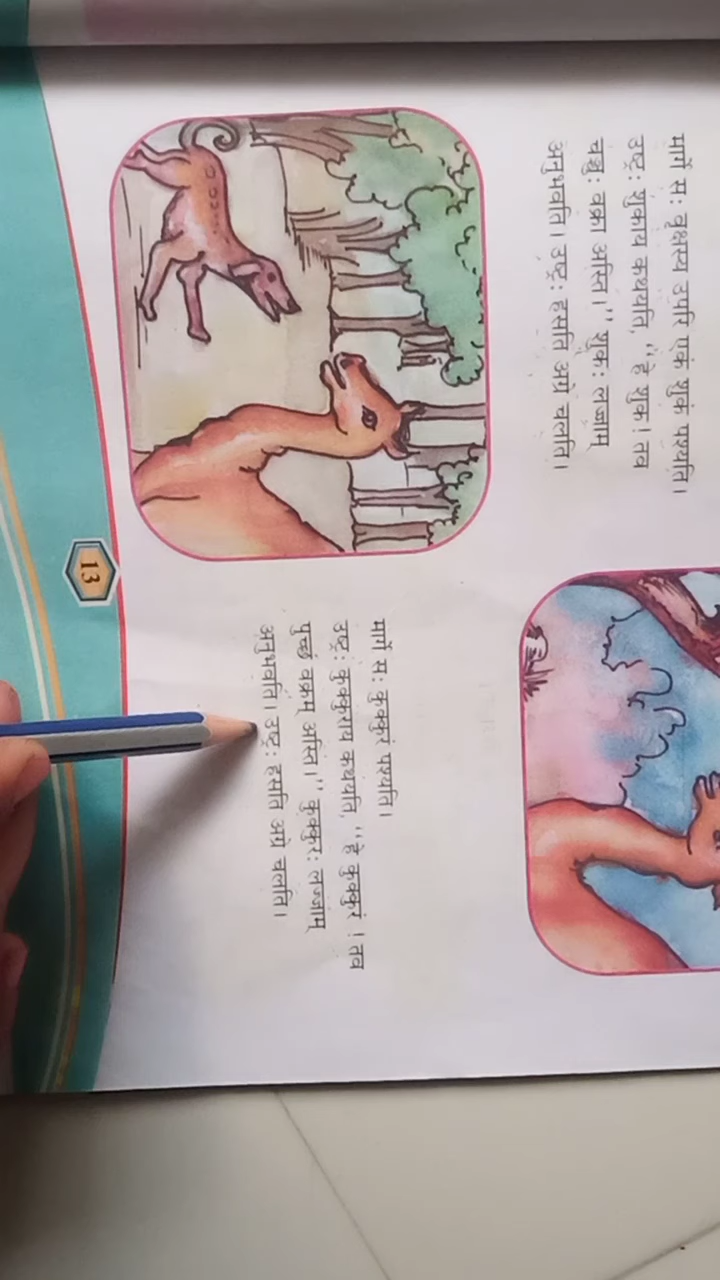 मार्गे सः वृक्षस्य उपरि एकं शुकं पश्यति।
उष्ट्रः शुकाय कथयति, “हे शुक! तव
चञ्चुः वक्रा अस्ति।” शुकः लज्जाम्
अनुभवति। उष्ट्रः हसति अग्रे चलति।
मार्गे सः कुक्कुरं पश्यति।
उष्ट्रः कुक्कुराय कथयति, “हे कुक्कुर ! तव
पुच्छं वक्रम् अस्ति।” कुक्कुरः लज्जाम्
अनुभवति। उष्ट्रः हसति अग्रे चलति।
13